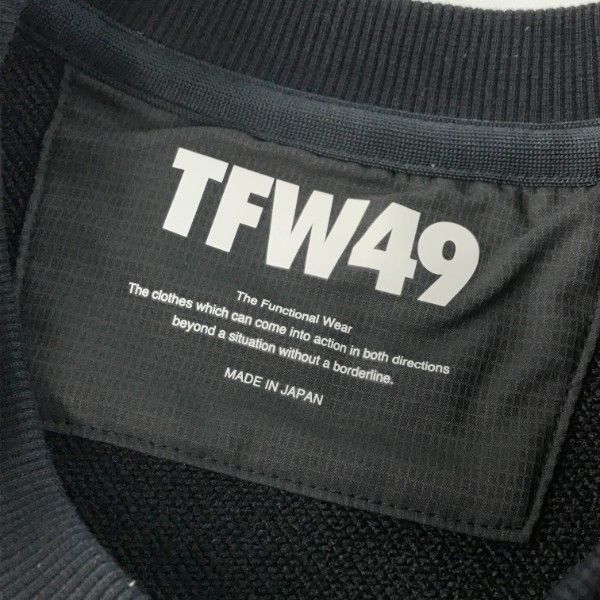 TFW49
The Functional Wear
The clothes which can come into action in both directions
beyond a situation without a borderline.
MADE IN JAPAN